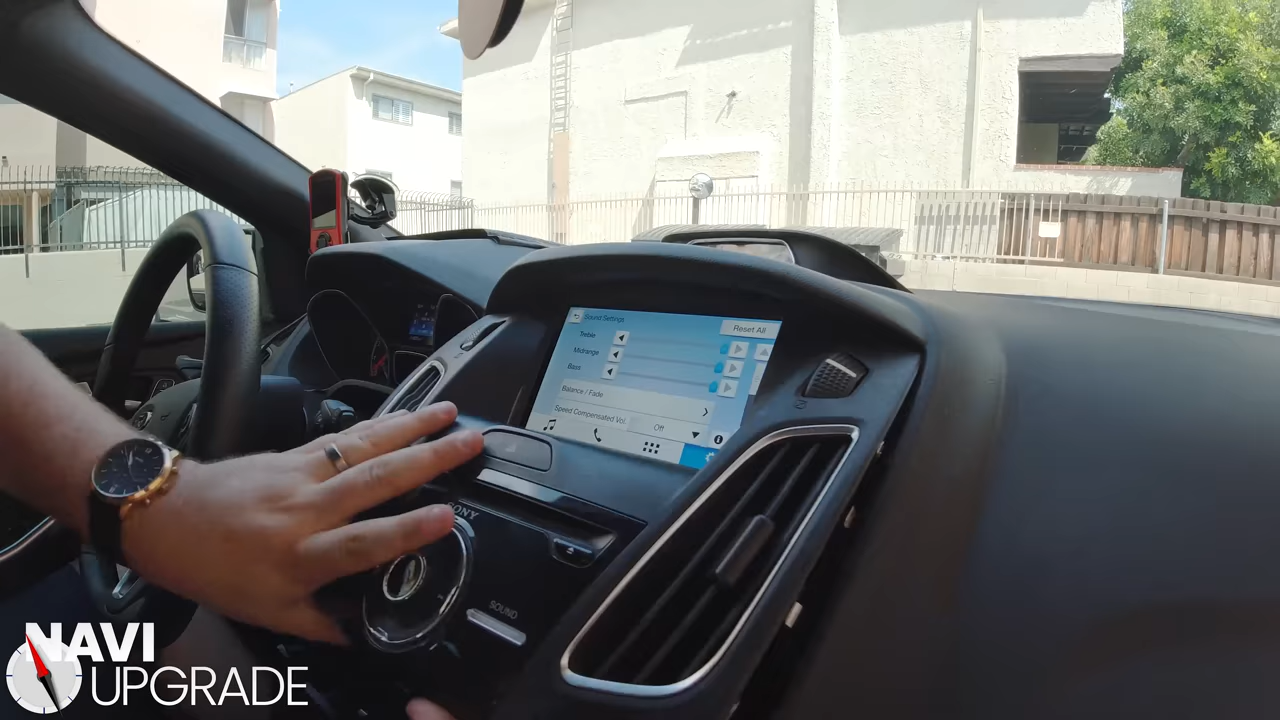 Sound Settings
Reset All
Treble
Midrange
Bass
Balance / Fade
Speed Compensated Vol.
Off
SONY
SOUND
NAVI
UPGRADE